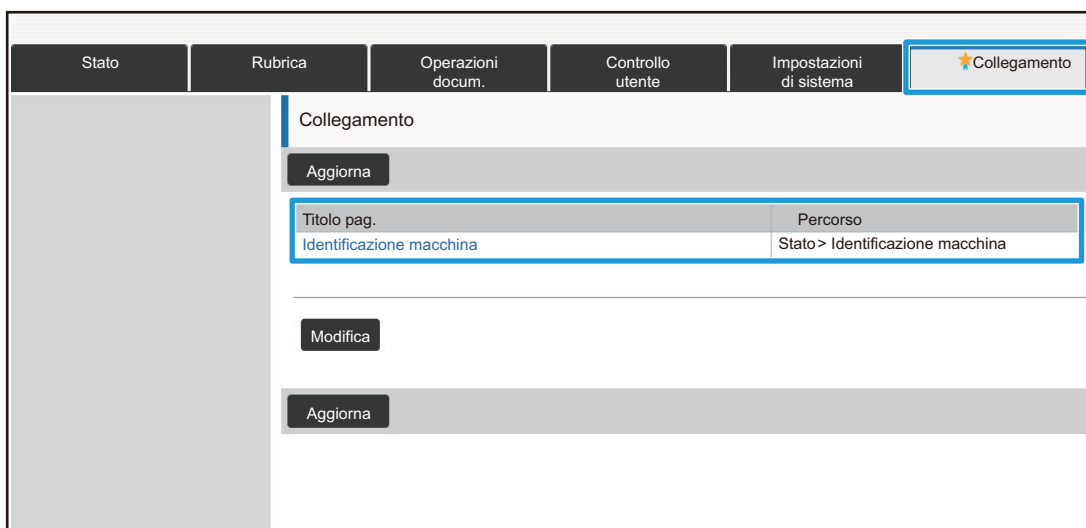 Stato
Rubrica
Operazioni
docum.
Controllo
utente
Impostazioni
di sistema
Collegamento
Collegamento
Aggiorna
Titolo pag. Percorso
Identificazione macchina Stato> Identificazione macchina
Modifica
Aggiorna